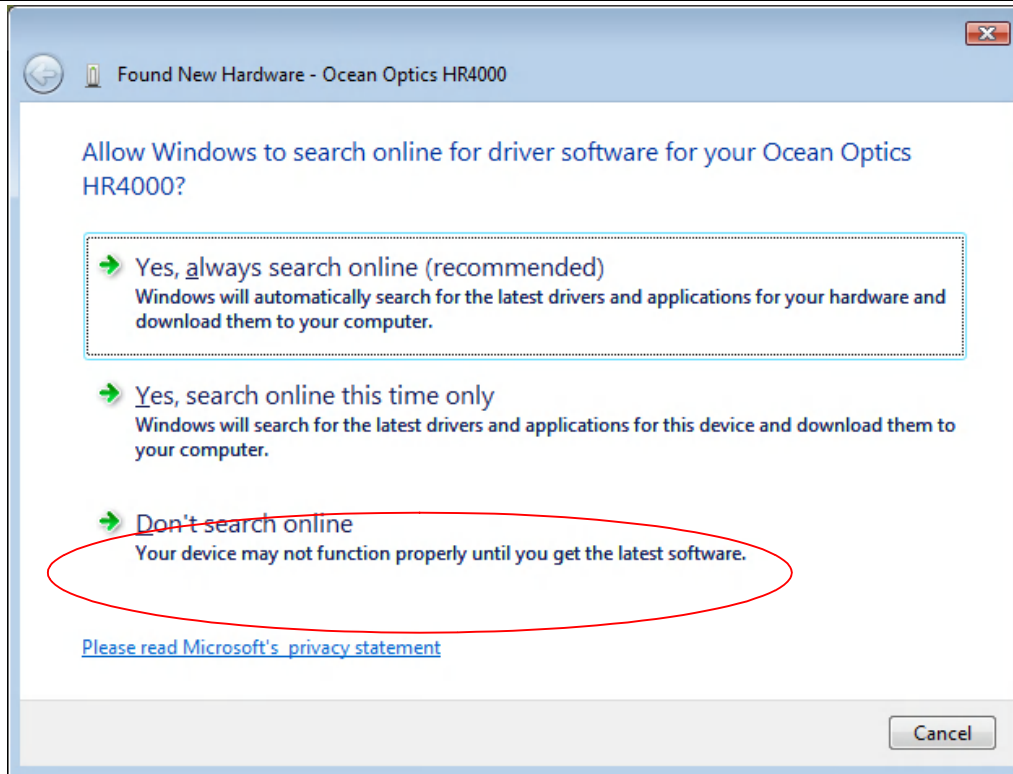 Found New Hardware - Ocean Optics HR4000
Allow Windows to search online for driver software for your Ocean Optics
HR4000?
Yes, always search online (recommended)
Windows will automatically search for the latest drivers and applications for your hardware and
download them to your computer.
Yes, search online this time only
Windows will search for the latest drivers and applications for this device and download them to
your computer.
Don't search online
Your device may not function properly until you get the latest software.
Please read Microsoft's privacy statement
Cancel